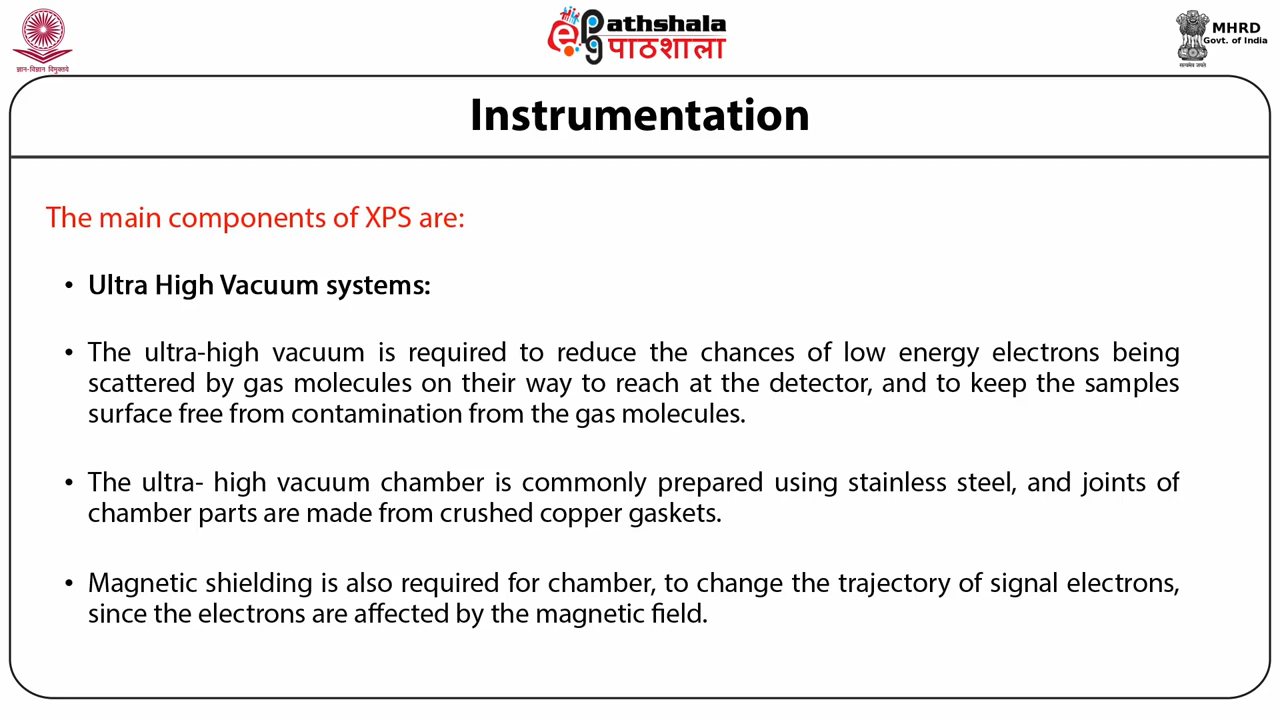 ज्ञान-विज्ञान विमुक्तये
ePathshala
पाठशाला
MHRD
Govt. of India
सत्यमेव जयते
Instrumentation
The main components of XPS are:
• Ultra High Vacuum systems:
• The ultra-high vacuum is required to reduce the chances of low energy electrons being
scattered by gas molecules on their way to reach at the detector, and to keep the samples
surface free from contamination from the gas molecules.
• The ultra- high vacuum chamber is commonly prepared using stainless steel, and joints of
chamber parts are made from crushed copper gaskets.
• Magnetic shielding is also required for chamber, to change the trajectory of signal electrons,
since the electrons are affected by the magnetic field.